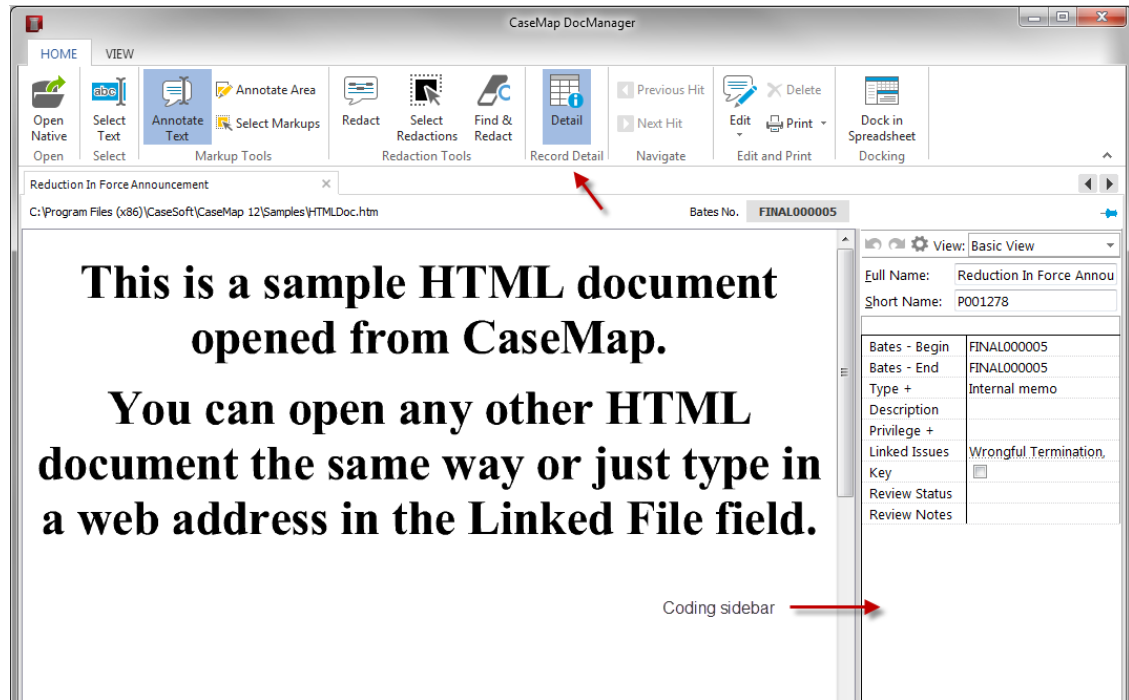 CaseMap DocManager
HOME VIEW
Open Native
Select Text
Annotate Text
Annotate Area
Select Markups
Redact
Select Redactions
Find & Redact
Detail
Previous Hit
Next Hit
Edit
Delete
Print
Dock in Spreadsheet
Open Select Markup Tools Redaction Tools Record Detail Navigate Edit and Print Docking
Reduction In Force Announcement
C:\Program Files (x86)\CaseSoft\CaseMap 12\Samples\HTMLDoc.htm Bates No. FINAL000005
This is a sample HTML document
opened from CaseMap.
You can open any other HTML
document the same way or just type in
a web address in the Linked File field.
Coding sidebar
View: Basic View
Full Name: Reduction In Force Annou
Short Name: P001278
Bates - Begin FINAL000005
Bates - End FINAL000005
Type + Internal memo
Description
Privilege +
Linked Issues Wrongful Termination,
Key
Review Status
Review Notes